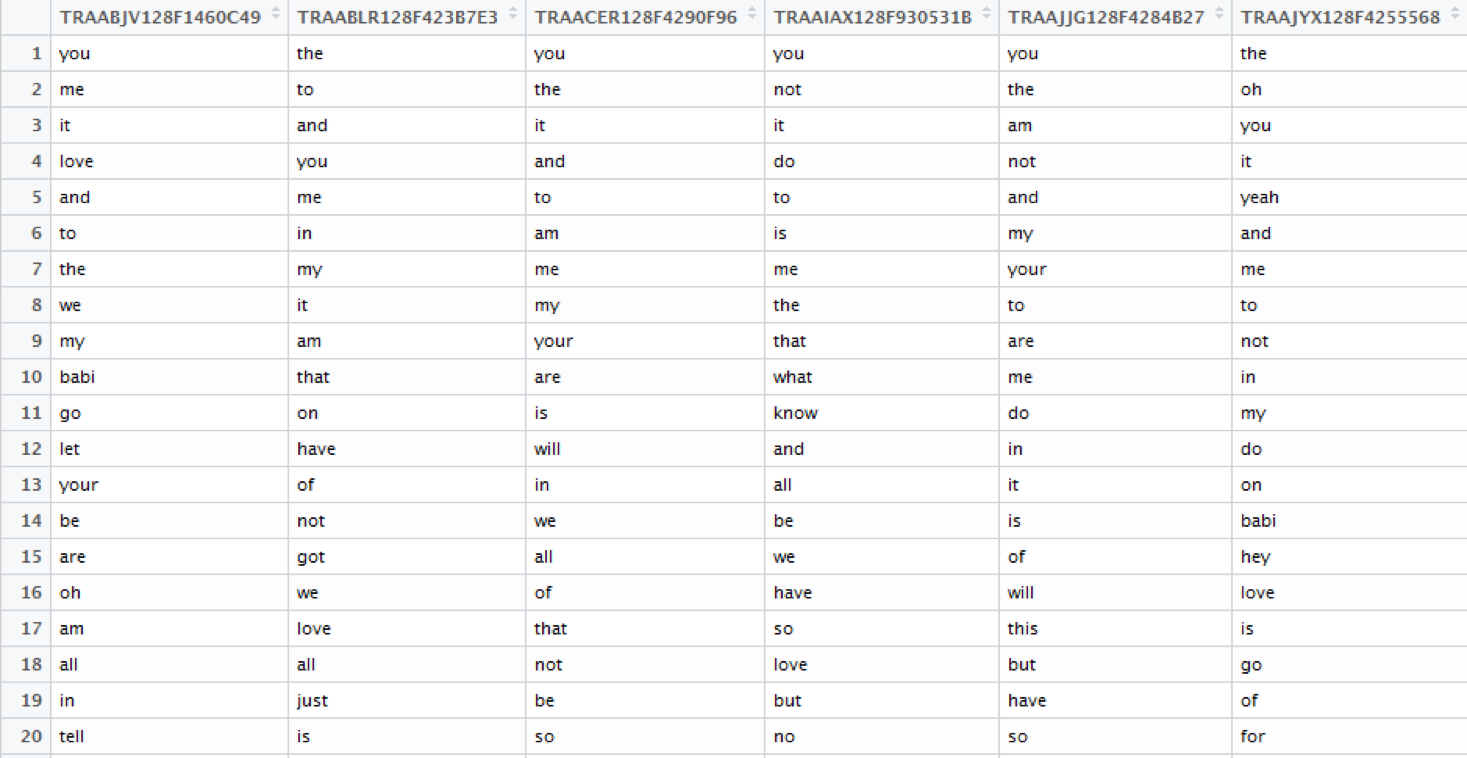 TRAABJV128F1460C49 TRAABLR128F423B7E3 TRAACER128F4290F96 TRAAIAX128F930531B TRAAJJG128F4284B27 TRAAJYX128F4255568
1 you the you you you the
2 me to the not the oh
3 it and it it am you
4 love you and do not it
5 and me to to and yeah
6 to in am is my and
7 the my me me your me
8 we it my the to to
9 my am your that are not
10 babi that are what me in
11 go on is know do my
12 let have will and in do
13 your of in all it on
14 be not we be is babi
15 are got all we of hey
16 oh we of have will love
17 am love that so this is
18 all all not love but go
19 in just be but have of
20 tell is so no so for